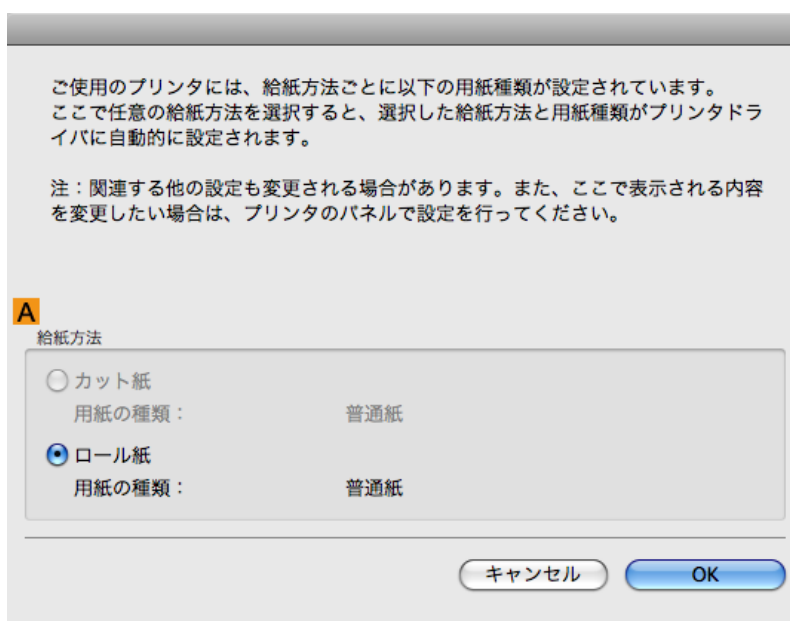 ご使用のプリンタには、給紙方法ごとに以下の用紙種類が設定されています。
ここで任意の給紙方法を選択すると、選択した給紙方法と用紙種類がプリンタドラ
イバに自動的に設定されます。
注：関連する他の設定も変更される場合があります。また、ここで表示される内容
を変更したい場合は、プリンタのパネルで設定を行ってください。
A
給紙方法
カット紙
用紙の種類： 普通紙
ロール紙
用紙の種類： 普通紙
キャンセル OK